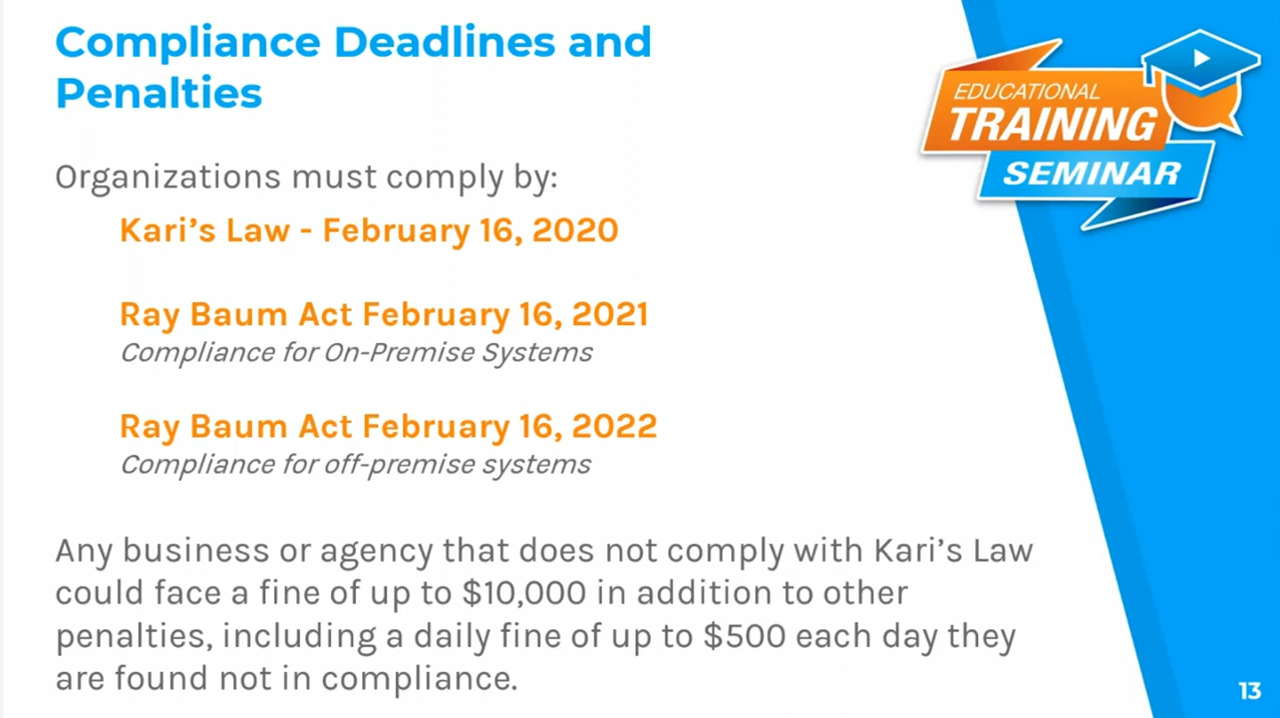 Compliance Deadlines and
Penalties
EDUCATIONAL
TRAINING
SEMINAR
Organizations must comply by:
Kari’s Law - February 16, 2020
Ray Baum Act February 16, 2021
Compliance for On-Premise Systems
Ray Baum Act February 16, 2022
Compliance for off-premise systems
Any business or agency that does not comply with Kari’s Law
could face a fine of up to $10,000 in addition to other
penalties, including a daily fine of up to $500 each day they
are found not in compliance.
13